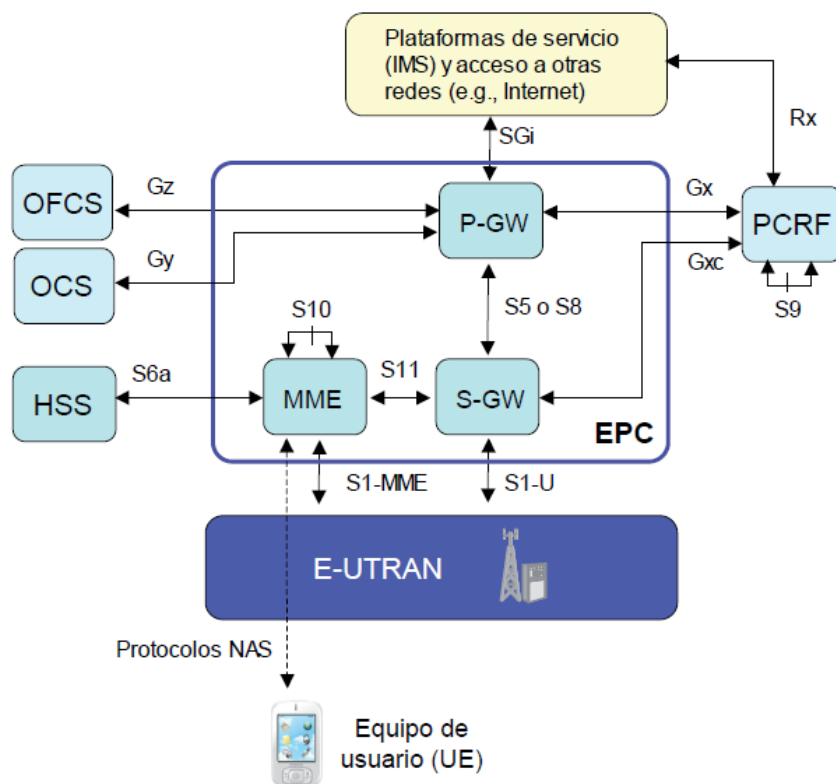 Plataformas de servicio
(IMS) y acceso a otras
redes (e.g., Internet)
SGi
Rx
OFCS
Gz
P-GW
Gx
PCRF
OCS
Gy
Gxc
S9
S10
S5 o S8
HSS
S6a
MME
S11
S-GW
EPC
S1-MME
S1-U
E-UTRAN
Protocolos NAS
Equipo de
usuario (UE)